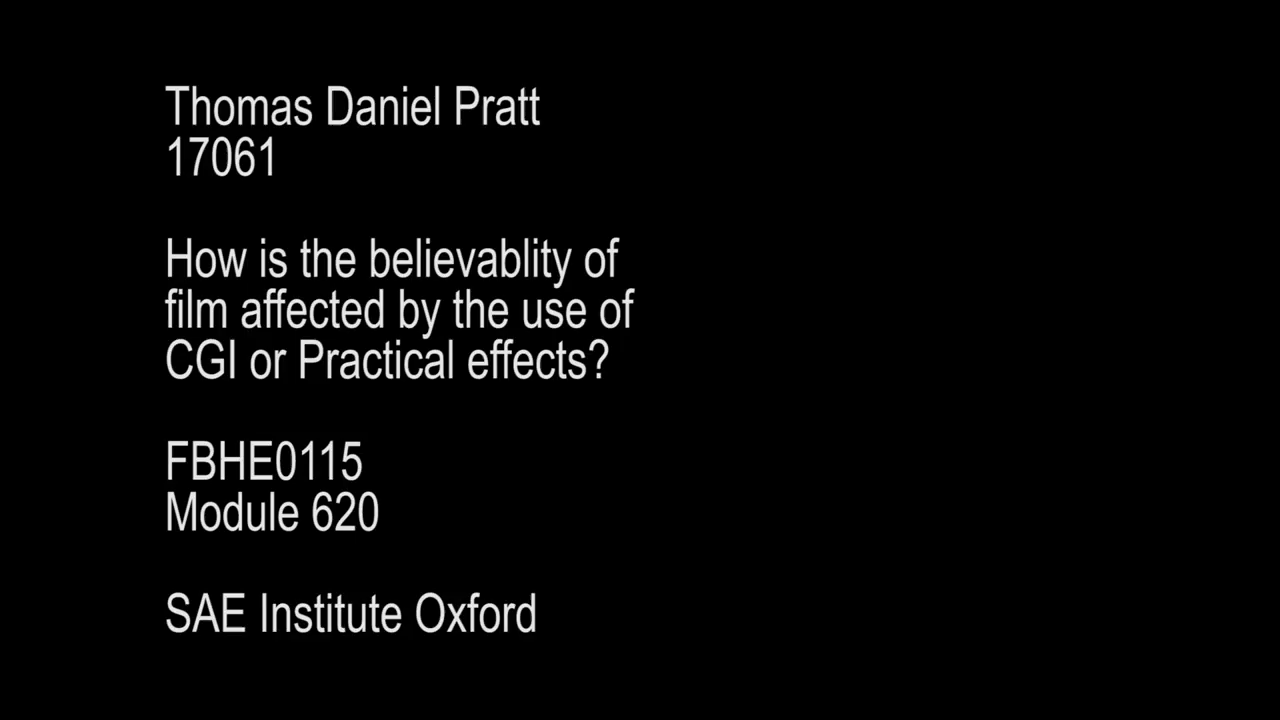 Thomas Daniel Pratt
17061
How is the believablity of
film affected by the use of
CGI or Practical effects?
FBHE0115
Module 620
SAE Institute Oxford